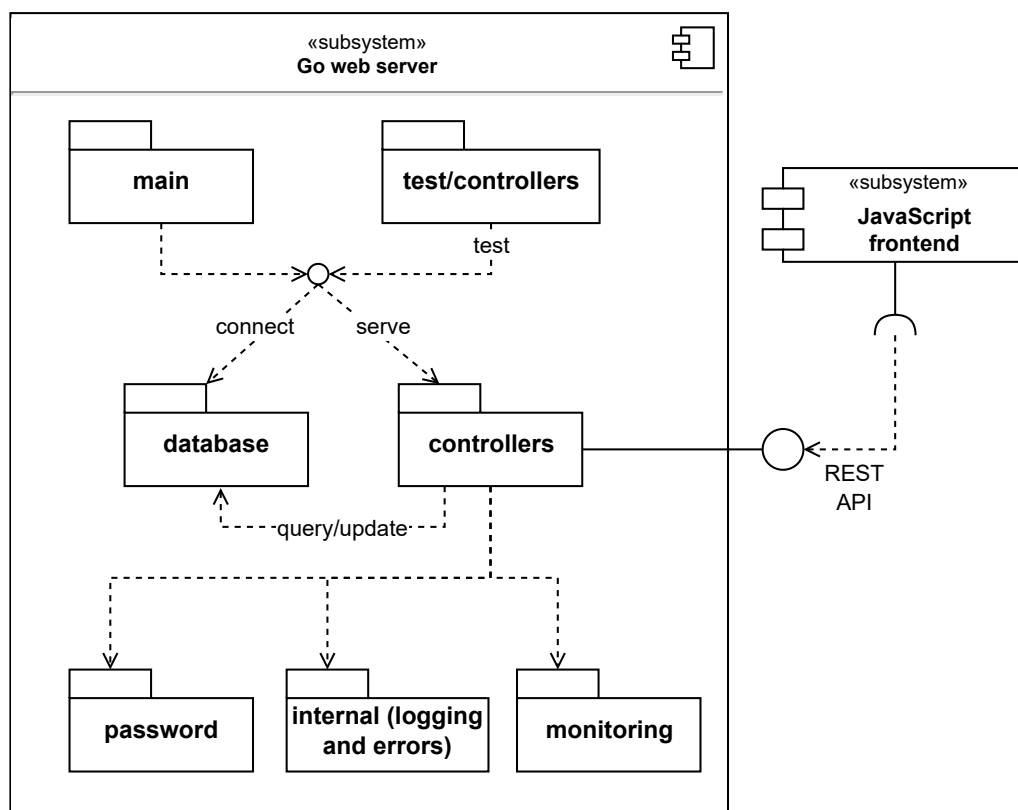 «subsystem»
Go web server
main
test/controllers
test
«subsystem»
JavaScript
frontend
connect
serve
database
controllers
REST
API
query/update
password
internal (logging
and errors)
monitoring